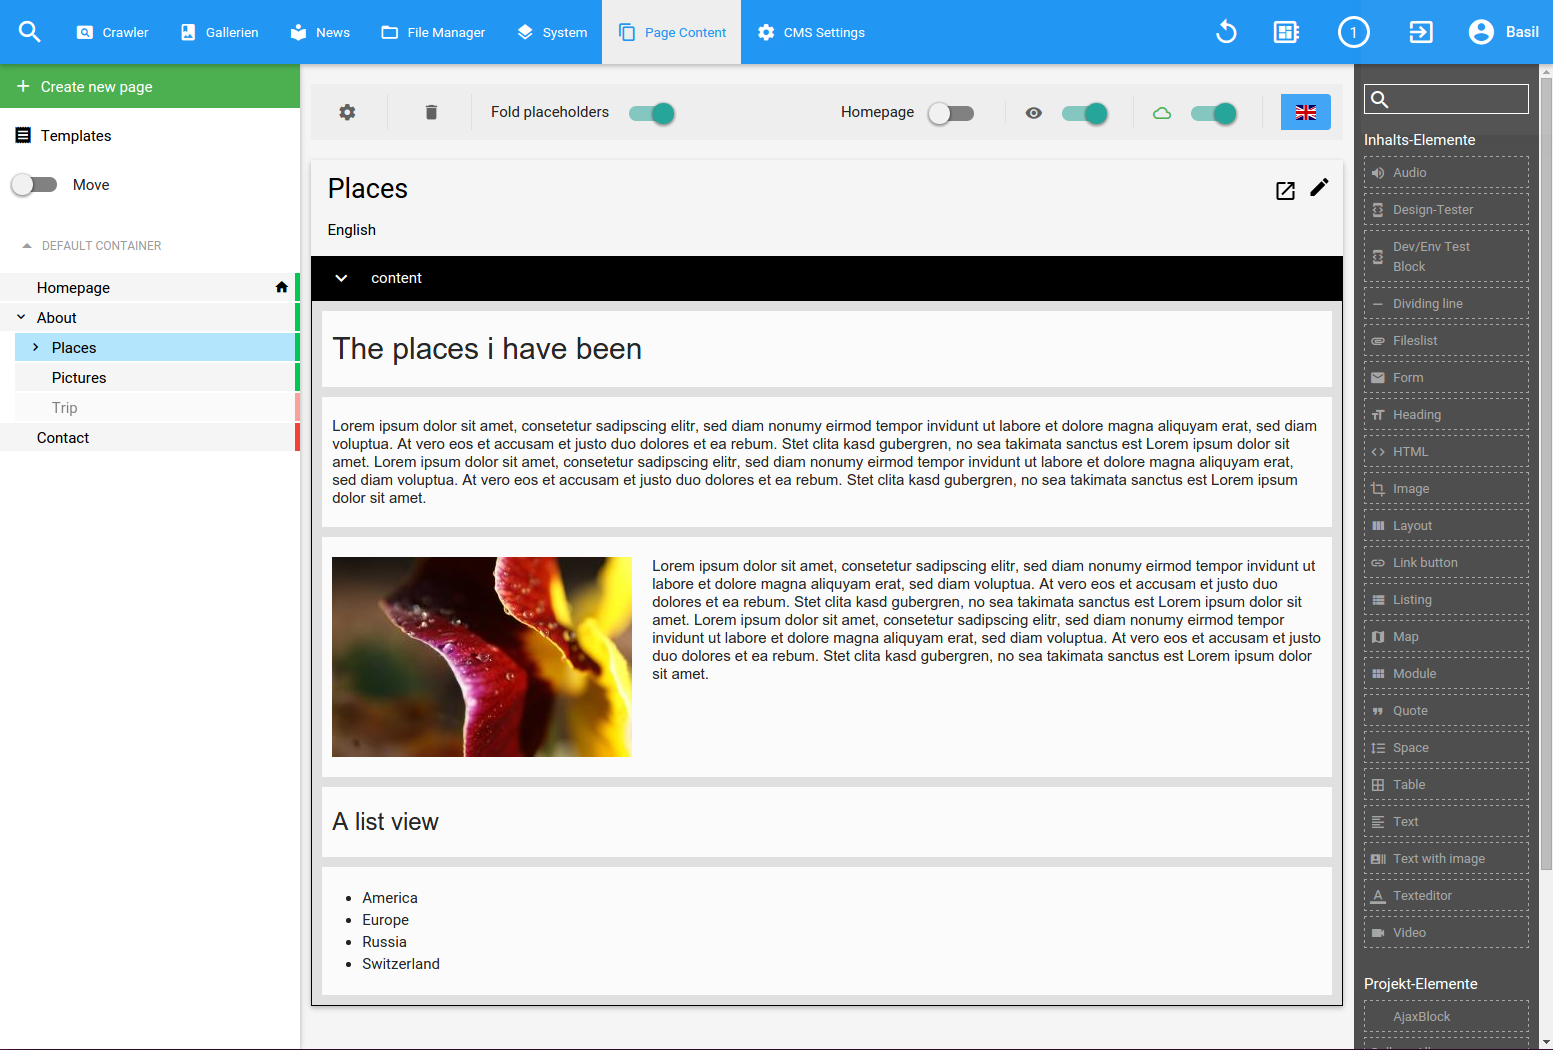 Crawler
Gallerien
News
File Manager
System
Page Content
CMS Settings
1
Basil
Create new page
Templates
Move
DEFAULT CONTAINER
Homepage
About
Places
Pictures
Trip
Contact
Fold placeholders
Homepage
Places
English
content
The places i have been
Lorem ipsum dolor sit amet, consetetur sadipscing elitr, sed diam nonumy eirmod tempor invidunt ut labore et dolore magna aliquyam erat, sed diam
voluptua. At vero eos et accusam et justo duo dolores et ea rebum. Stet clita kasd gubergren, no sea takimata sanctus est Lorem ipsum dolor sit
amet. Lorem ipsum dolor sit amet, consetetur sadipscing elitr, sed diam nonumy eirmod tempor invidunt ut labore et dolore magna aliquyam erat,
sed diam voluptua. At vero eos et accusam et justo duo dolores et ea rebum. Stet clita kasd gubergren, no sea takimata sanctus est Lorem ipsum
dolor sit amet.
Lorem ipsum dolor sit amet, consetetur sadipscing elitr, sed diam nonumy eirmod tempor invidunt ut
labore et dolore magna aliquyam erat, sed diam voluptua. At vero eos et accusam et justo duo
dolores et ea rebum. Stet clita kasd gubergren, no sea takimata sanctus est Lorem ipsum dolor sit
amet. Lorem ipsum dolor sit amet, consetetur sadipscing elitr, sed diam nonumy eirmod tempor
invidunt ut labore et dolore magna aliquyam erat, sed diam voluptua. At vero eos et accusam et justo
duo dolores et ea rebum. Stet clita kasd gubergren, no sea takimata sanctus est Lorem ipsum dolor
sit amet.
A list view
America
Europe
Russia
Switzerland
Inhalts-Elemente
Audio
Design-Tester
Dev/Env Test
Block
Dividing line
Fileslist
Form
Heading
HTML
Image
Layout
Link button
Listing
Map
Module
Quote
Space
Table
Text
Text with image
Texteditor
Video
Projekt-Elemente
AjaxBlock